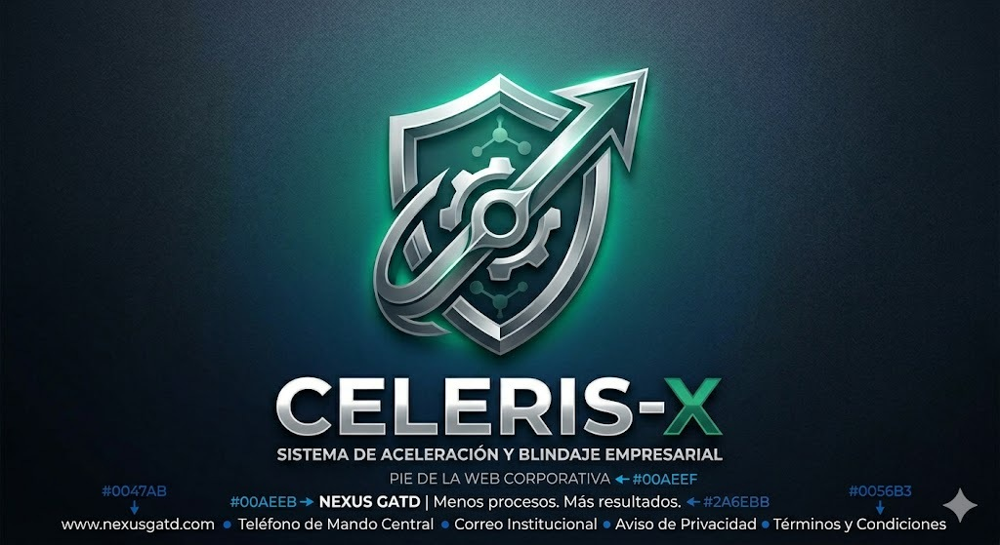 CELERIS-X
SISTEMA DE ACELERACIÓN Y BLINDAJE EMPRESARIAL
PIE DE LA WEB CORPORATIVA ← #00AEEF
#0047AB
#0056B3
#00AEEB → NEXUS GATD | Menos procesos. Más resultados. ← #2A6EBB
www.nexusgatd.com ● Teléfono de Mando Central ● Correo Institucional ● Aviso de Privacidad ● Términos y Condiciones